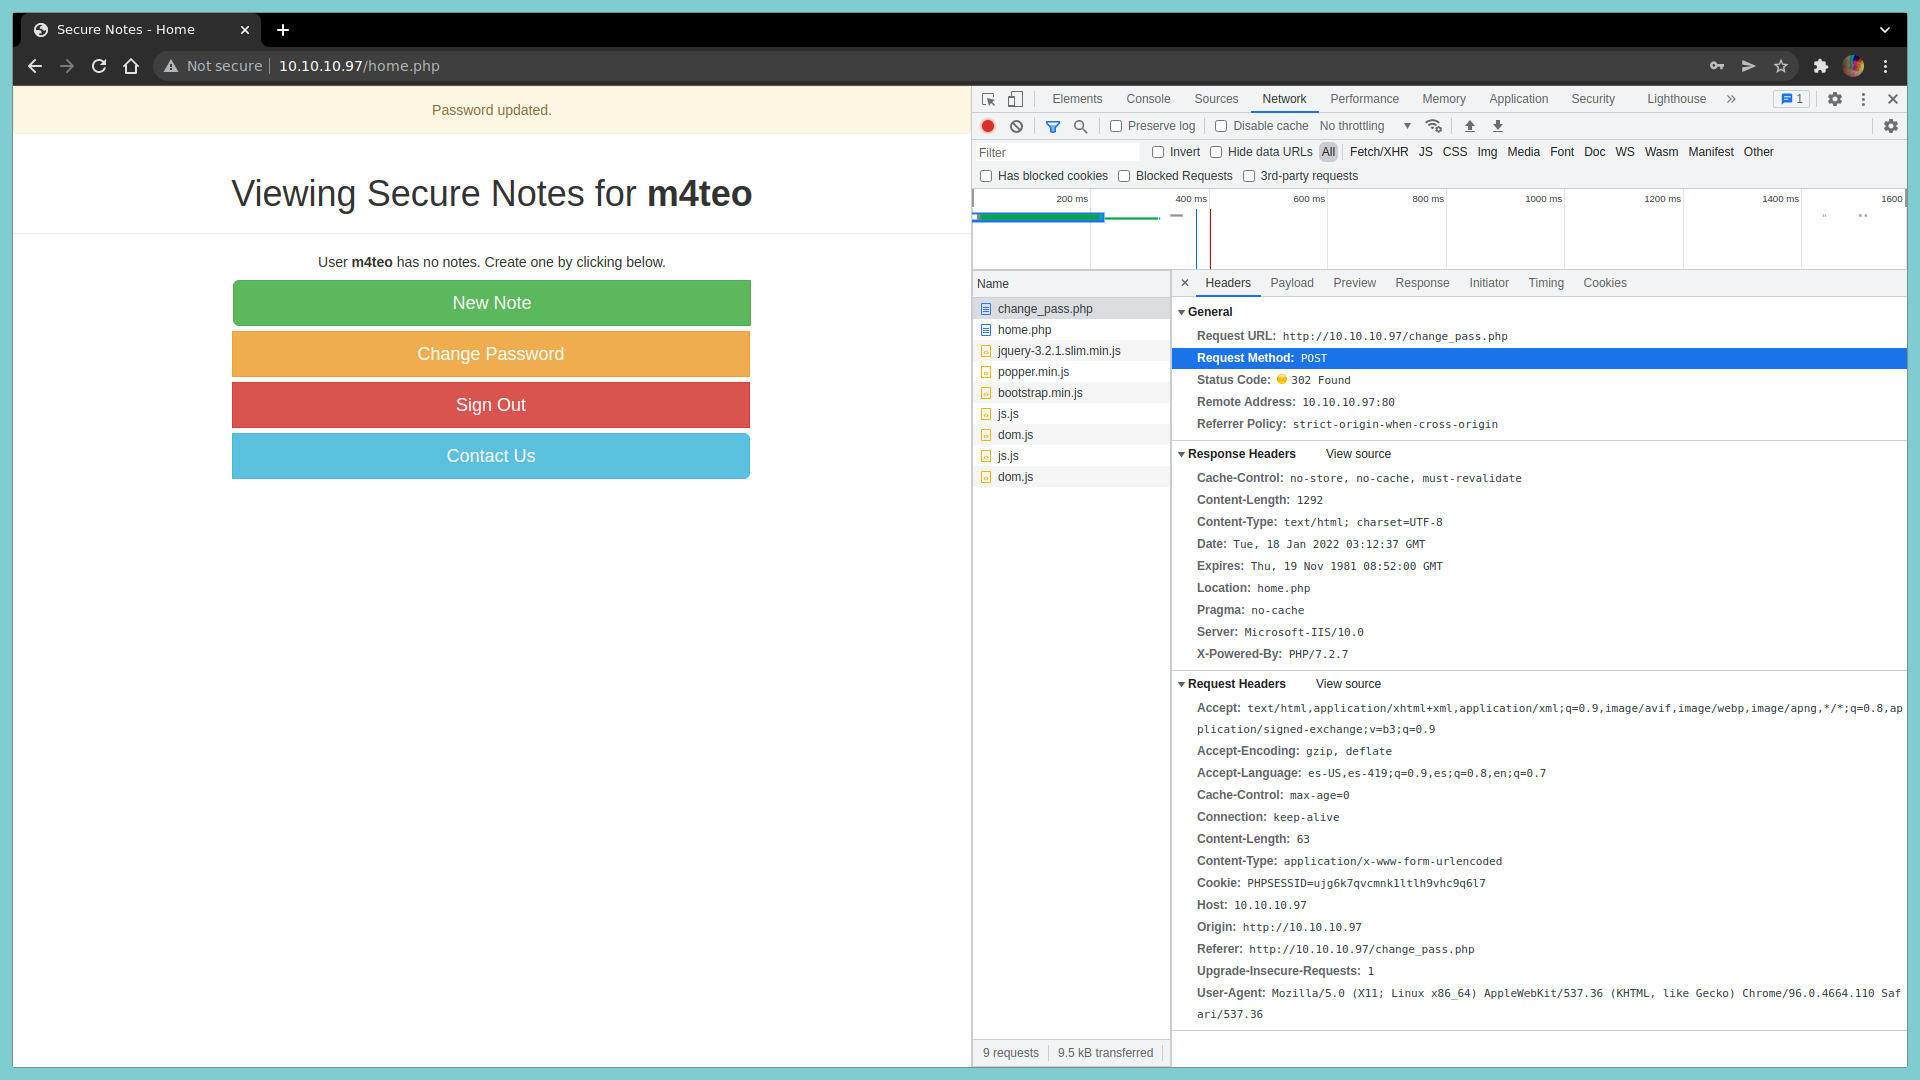 Secure Notes - Home
Not secure 10.10.10.97/home.php
Password updated.
Viewing Secure Notes for m4teo
User m4teo has no notes. Create one by clicking below.
New Note
Change Password
Sign Out
Contact Us
Elements Console Sources Network Performance Memory Application Security Lighthouse 1
Preserve log Disable cache No throttling
Filter Invert Hide data URLs All Fetch/XHR JS CSS Img Media Font Doc WS Wasm Manifest Other
Has blocked cookies Blocked Requests 3rd-party requests
200 ms 400 ms 600 ms 800 ms 1000 ms 1200 ms 1400 ms 1600
Name
change_pass.php
home.php
jquery-3.2.1.slim.min.js
popper.min.js
bootstrap.min.js
js.js
dom.js
js.js
dom.js
9 requests 9.5 kB transferred
Headers Payload Preview Response Initiator Timing Cookies
General
Request URL: http://10.10.10.97/change_pass.php
Request Method: POST
Status Code: 302 Found
Remote Address: 10.10.10.97:80
Referrer Policy: strict-origin-when-cross-origin
Response Headers View source
Cache-Control: no-store, no-cache, must-revalidate
Content-Length: 1292
Content-Type: text/html; charset=UTF-8
Date: Tue, 18 Jan 2022 03:12:37 GMT
Expires: Thu, 19 Nov 1981 08:52:00 GMT
Location: home.php
Pragma: no-cache
Server: Microsoft-IIS/10.0
X-Powered-By: PHP/7.2.7
Request Headers View source
Accept: text/html,application/xhtml+xml,application/xml;q=0.9,image/avif,image/webp,image/apng,*/*;q=0.8,ap
plication/signed-exchange;v=b3;q=0.9
Accept-Encoding: gzip, deflate
Accept-Language: es-US,es-419;q=0.9,es;q=0.8,en;q=0.7
Cache-Control: max-age=0
Connection: keep-alive
Content-Length: 63
Content-Type: application/x-www-form-urlencoded
Cookie: PHPSESSID=ujg6k7qvcmnk1ltlh9vhc9q6l7
Host: 10.10.10.97
Origin: http://10.10.10.97
Referer: http://10.10.10.97/change_pass.php
Upgrade-Insecure-Requests: 1
User-Agent: Mozilla/5.0 (X11; Linux x86_64) AppleWebKit/537.36 (KHTML, like Gecko) Chrome/96.0.4664.110 Saf
ari/537.36